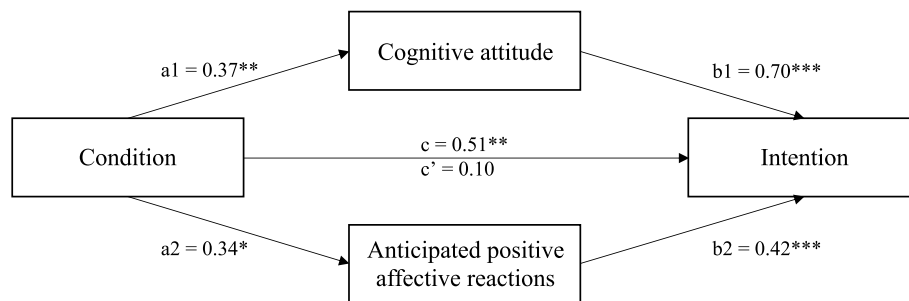 Cognitive attitude
a1 = 0.37**
b1 = 0.70***
Condition
c = 0.51**
c’ = 0.10
Intention
a2 = 0.34*
Anticipated positive
affective reactions
b2 = 0.42***